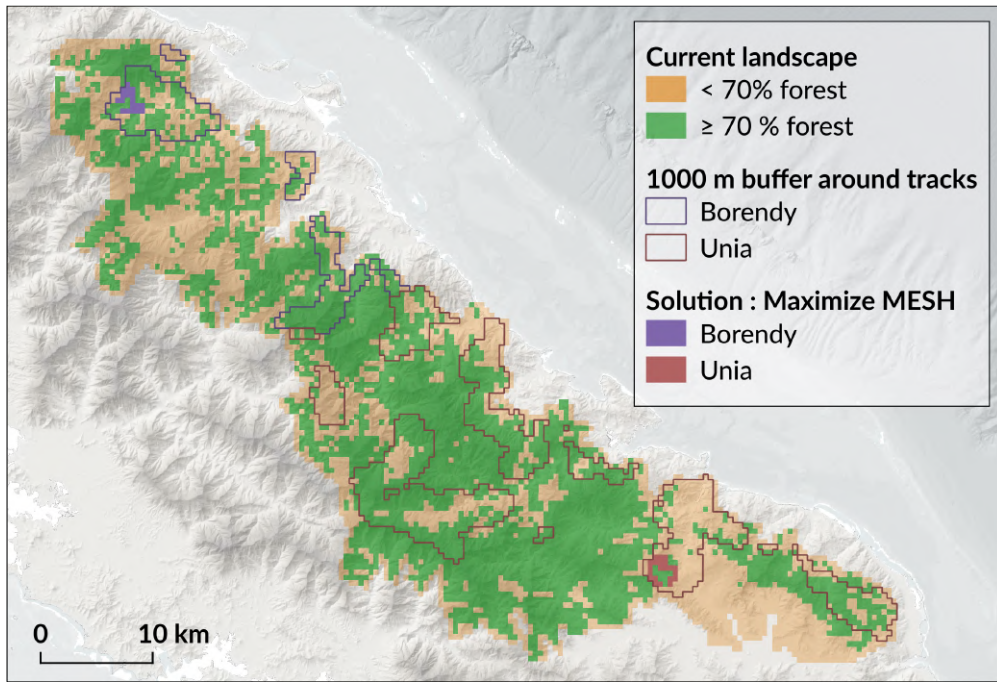 Current landscape
< 70% forest
≥ 70 % forest
1000 m buffer around tracks
Borendy
Unia
Solution : Maximize MESH
Borendy
Unia
0 10 km